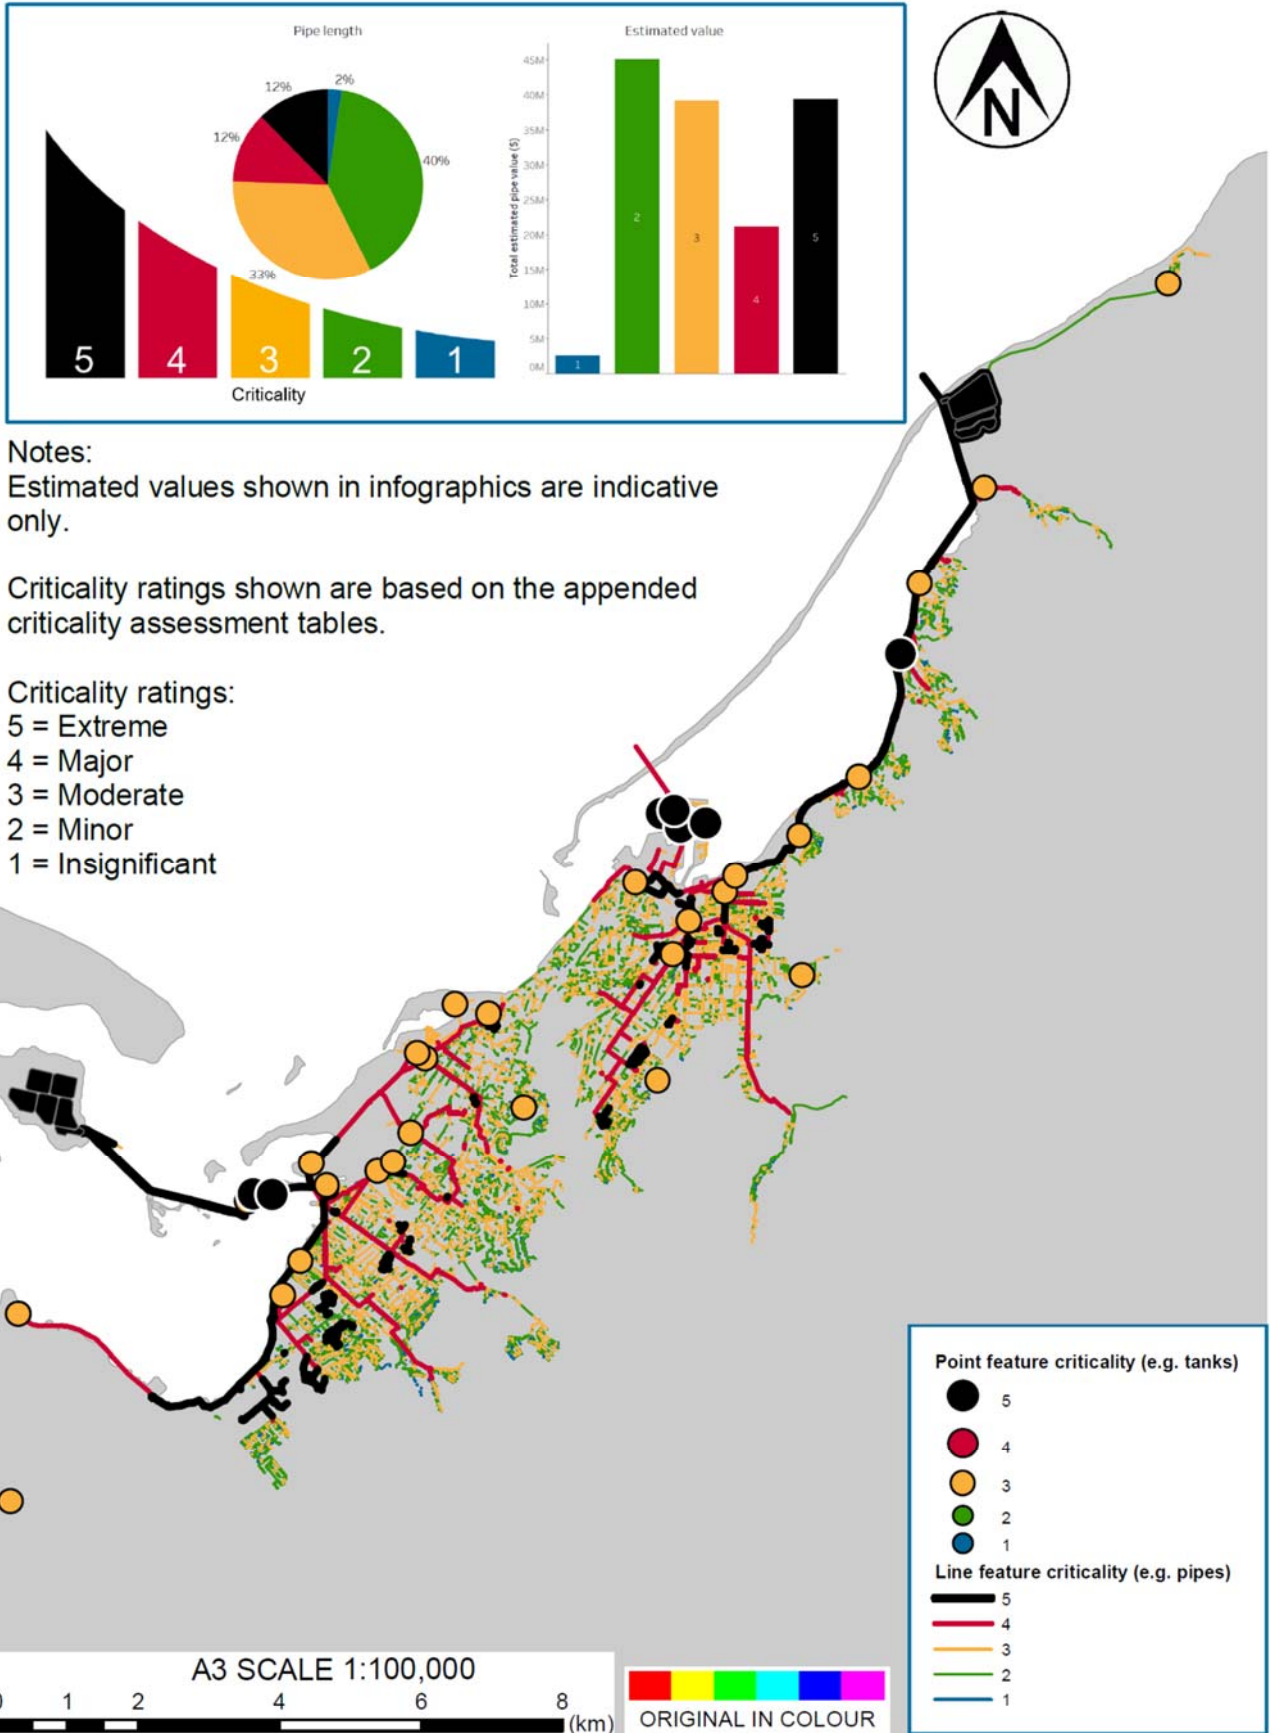 Pipe length
Estimated value
12%
2%
12%
40%
33%
5
4
3
2
1
Criticality
Total estimated pipe value ($)
45M
40M
35M
30M
25M
20M
15M
10M
5M
0M
1
2
3
4
5
N
Notes:
Estimated values shown in infographics are indicative
only.
Criticality ratings shown are based on the appended
criticality assessment tables.
Criticality ratings:
5 = Extreme
4 = Major
3 = Moderate
2 = Minor
1 = Insignificant
Point feature criticality (e.g. tanks)
5
4
3
2
1
Line feature criticality (e.g. pipes)
5
4
3
2
1
A3 SCALE 1:100,000
0 1 2 4 6 8
(km)
ORIGINAL IN COLOUR